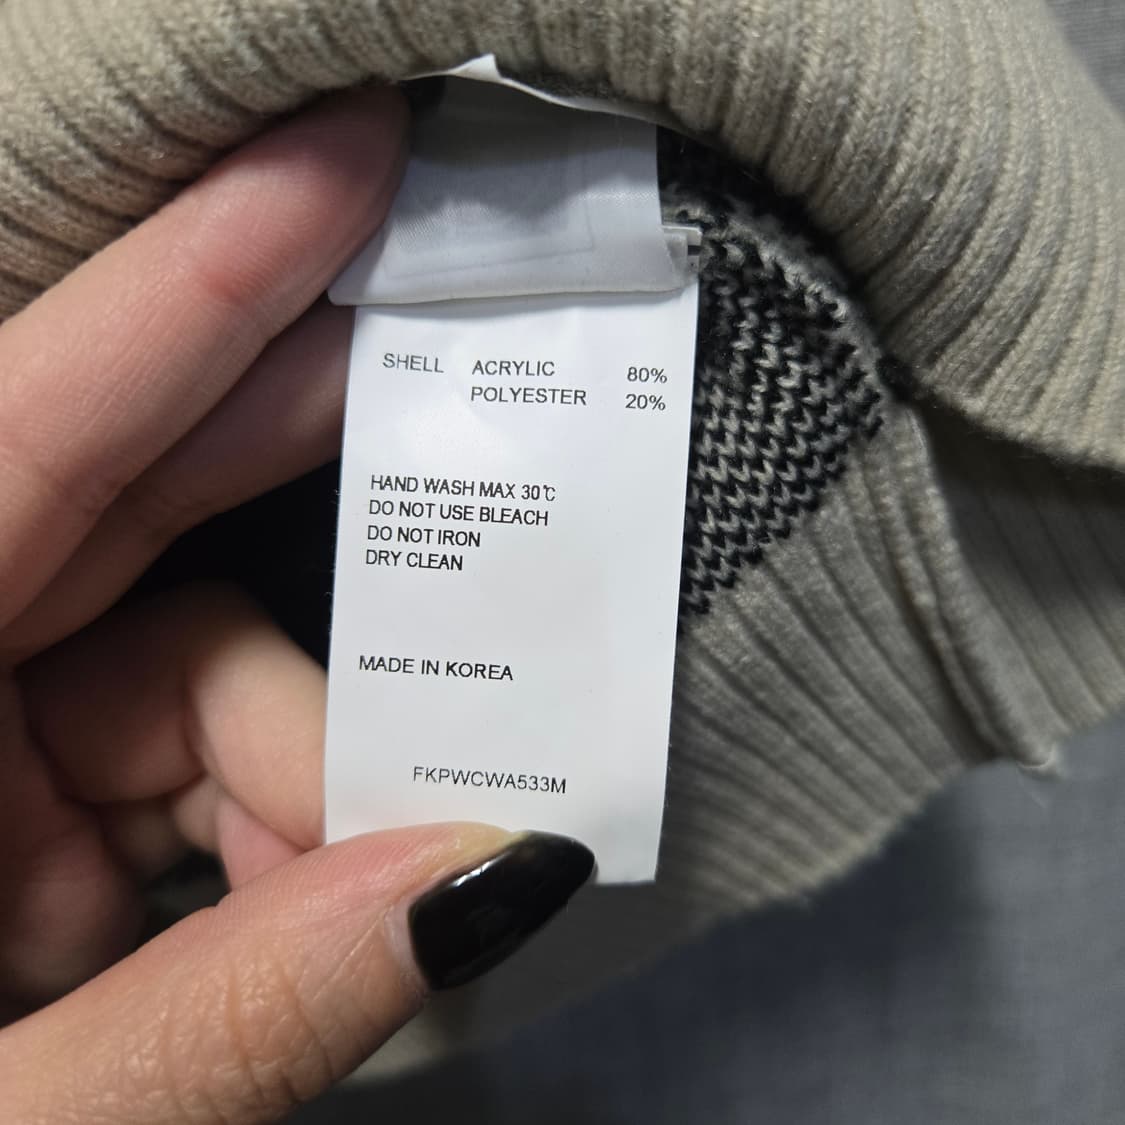 SHELL ACRYLIC 80%
POLYESTER 20%
HAND WASH MAX 30℃
DO NOT USE BLEACH
DO NOT IRON
DRY CLEAN
MADE IN KOREA
FKPWCWA533M